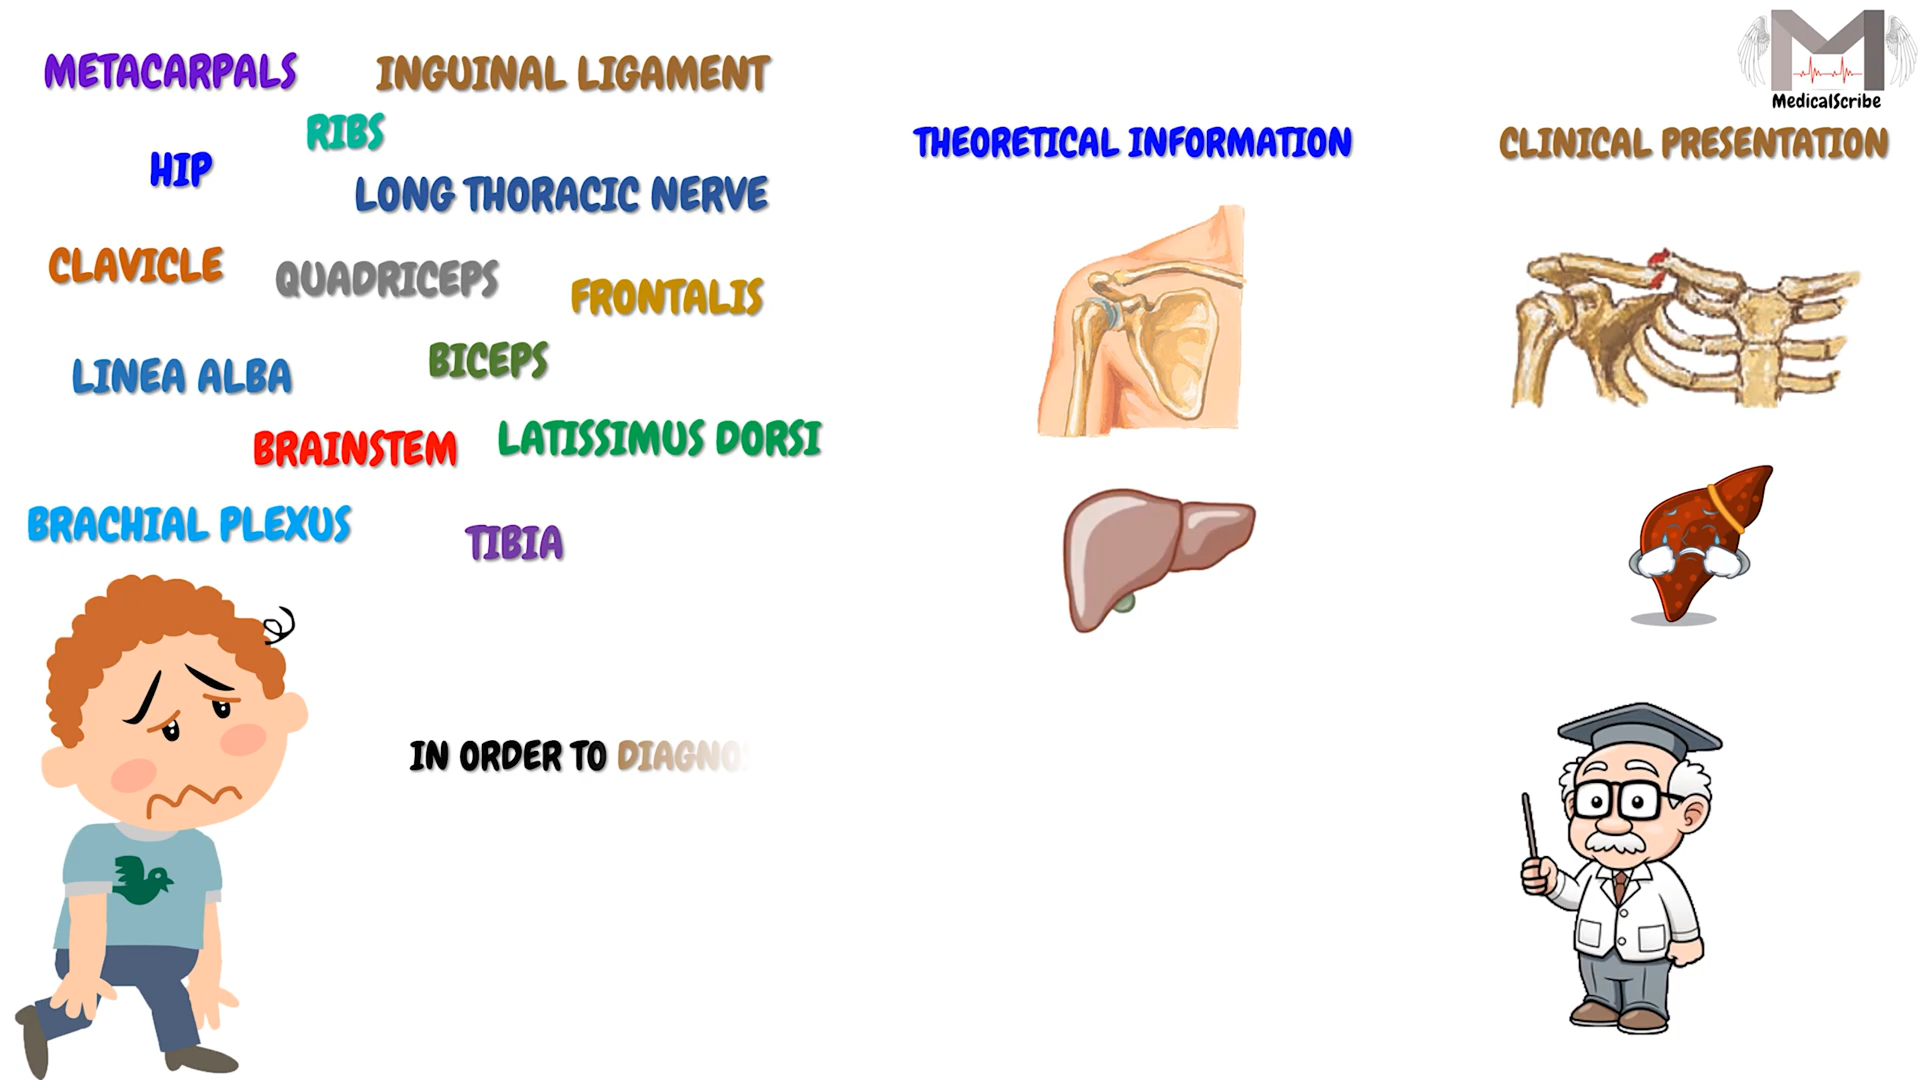 METACARPALS
INGUINAL LIGAMENT
RIBS
HIP
LONG THORACIC NERVE
CLAVICLE
QUADRICEPS
FRONTALIS
LINEA ALBA
BICEPS
BRAINSTEM
LATISSIMUS DORSI
BRACHIAL PLEXUS
TIBIA
IN ORDER TO DIAGNO
THEORETICAL INFORMATION
MedicalScribe
CLINICAL PRESENTATION